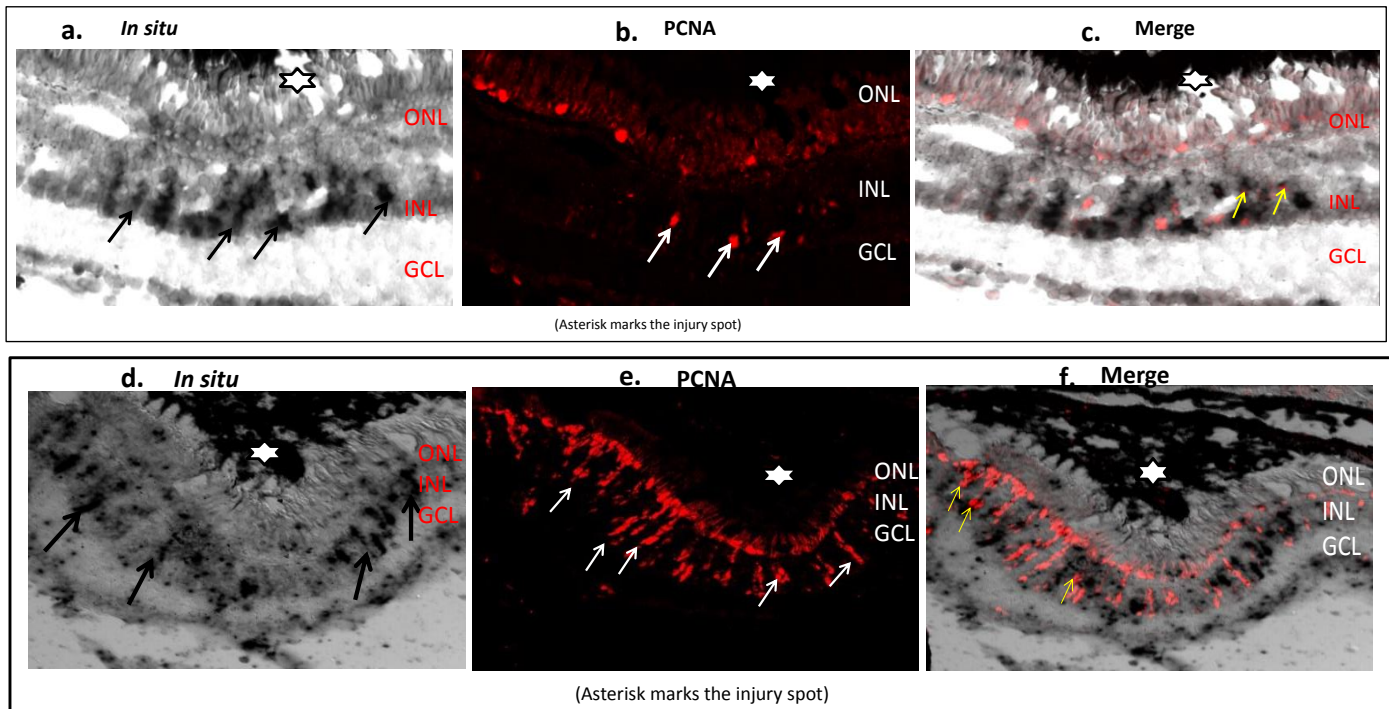 a. In situ
b. PCNA
c. Merge
ONL
INL
GCL
ONL
INL
GCL
ONL
INL
GCL
(Asterisk marks the injury spot)
d. In situ
e. PCNA
f. Merge
ONL
INL
GCL
ONL
INL
GCL
ONL
INL
GCL
(Asterisk marks the injury spot)